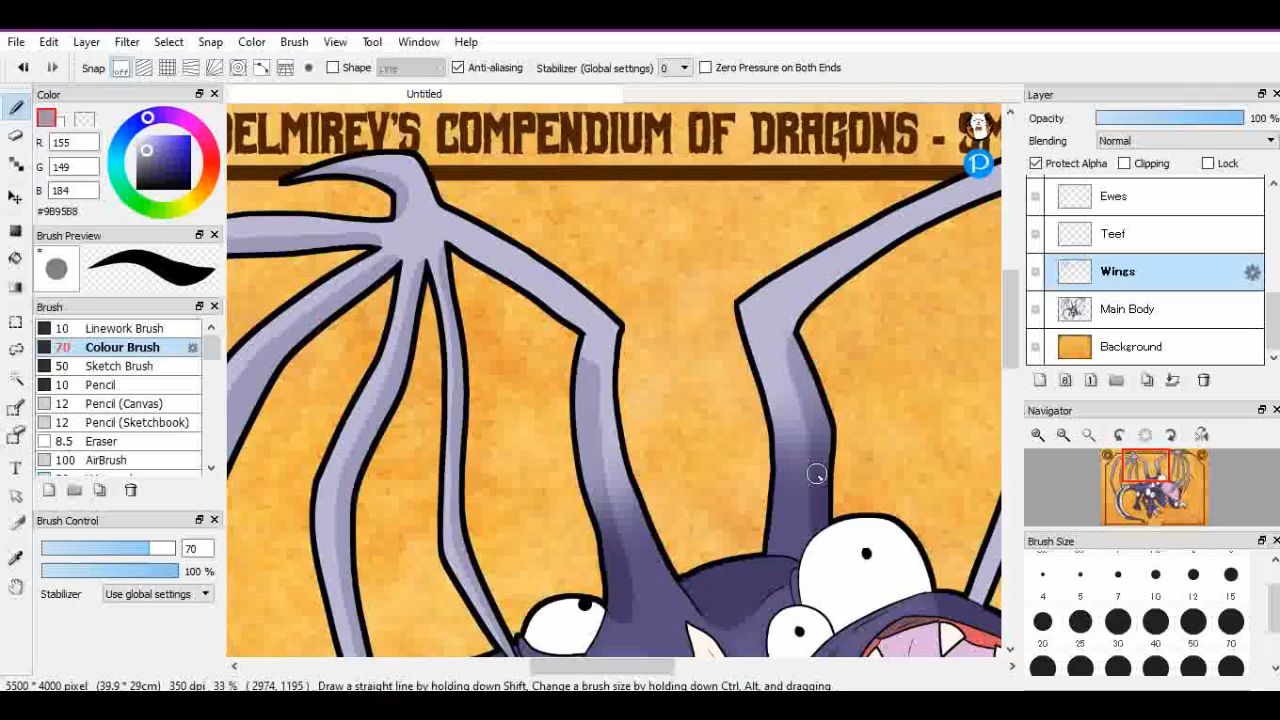 File Edit Layer Filter Select Snap Color Brush View Tool Window Help
Snap off Shape Line Anti-aliasing Stabilizer (Global settings) 0 Zero Pressure on Both Ends
Color
Untitled
Layer
R 155
G 149
B 184
#9B95B8
DELMIREV'S COMPENDIUM OF DRAGONS - SM
Opacity 100 %
Blending Normal
Protect Alpha Clipping Lock
Ewes
Teef
Wings
Main Body
Background
Brush Preview
*
Brush
10 Linework Brush
70 Colour Brush
50 Sketch Brush
10 Pencil
12 Pencil (Canvas)
12 Pencil (Sketchbook)
8.5 Eraser
100 AirBrush
Brush Control
70
100 %
Stabilizer Use global settings
Navigator
Brush Size
4 5 7 10 12 15
20 25 30 40 50 70
5500 * 4000 pixel (39.9 * 29cm) 350 dpi 33 % ( 2974, 1195 ) Draw a straight line by holding down Shift, Change a brush size by holding down Ctrl, Alt, and dragging